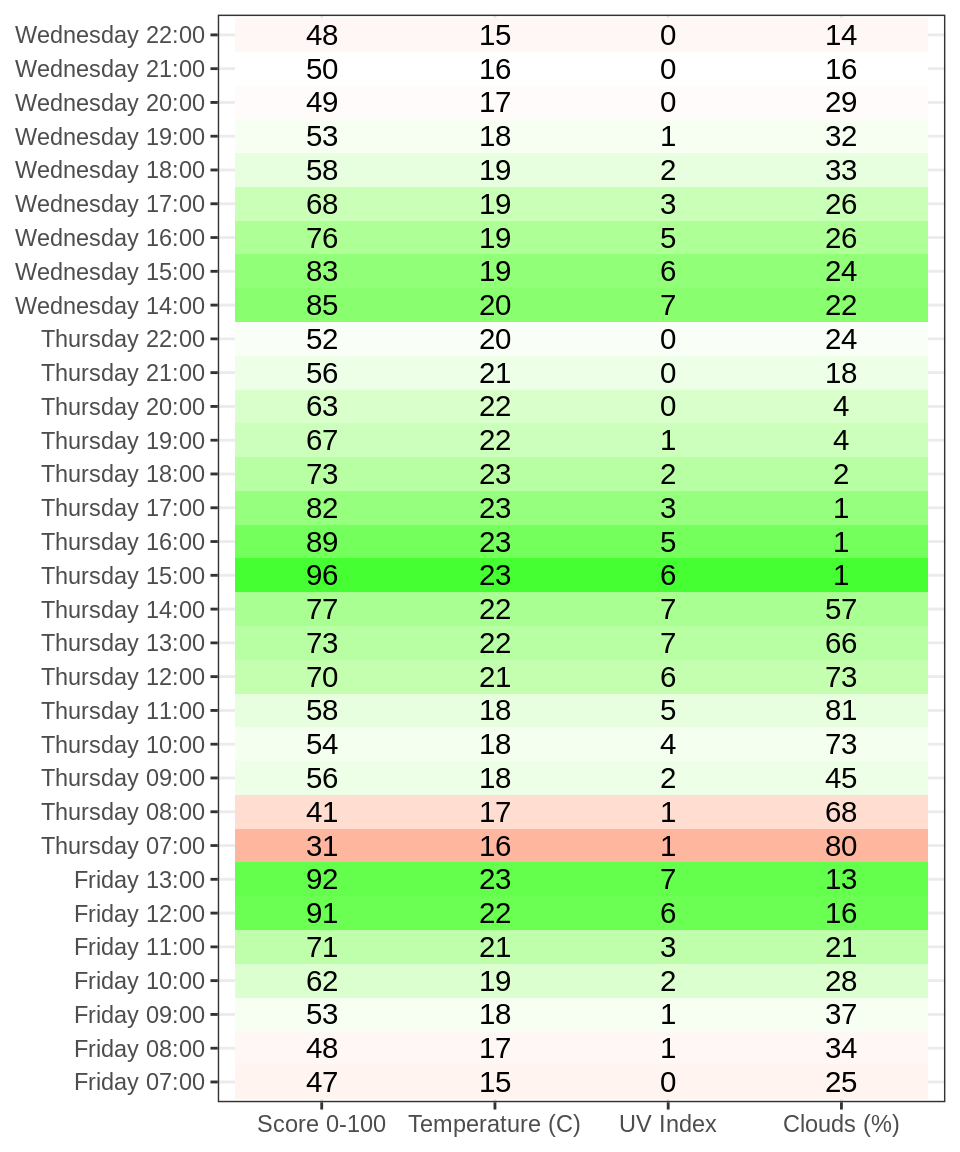 Wednesday 22:00 48 15 0 14
Wednesday 21:00 50 16 0 16
Wednesday 20:00 49 17 0 29
Wednesday 19:00 53 18 1 32
Wednesday 18:00 58 19 2 33
Wednesday 17:00 68 19 3 26
Wednesday 16:00 76 19 5 26
Wednesday 15:00 83 19 6 24
Wednesday 14:00 85 20 7 22
Thursday 22:00 52 20 0 24
Thursday 21:00 56 21 0 18
Thursday 20:00 63 22 0 4
Thursday 19:00 67 22 1 4
Thursday 18:00 73 23 2 2
Thursday 17:00 82 23 3 1
Thursday 16:00 89 23 5 1
Thursday 15:00 96 23 6 1
Thursday 14:00 77 22 7 57
Thursday 13:00 73 22 7 66
Thursday 12:00 70 21 6 73
Thursday 11:00 58 18 5 81
Thursday 10:00 54 18 4 73
Thursday 09:00 56 18 2 45
Thursday 08:00 41 17 1 68
Thursday 07:00 31 16 1 80
Friday 13:00 92 23 7 13
Friday 12:00 91 22 6 16
Friday 11:00 71 21 3 21
Friday 10:00 62 19 2 28
Friday 09:00 53 18 1 37
Friday 08:00 48 17 1 34
Friday 07:00 47 15 0 25
Score 0-100 Temperature (C) UV Index Clouds (%)